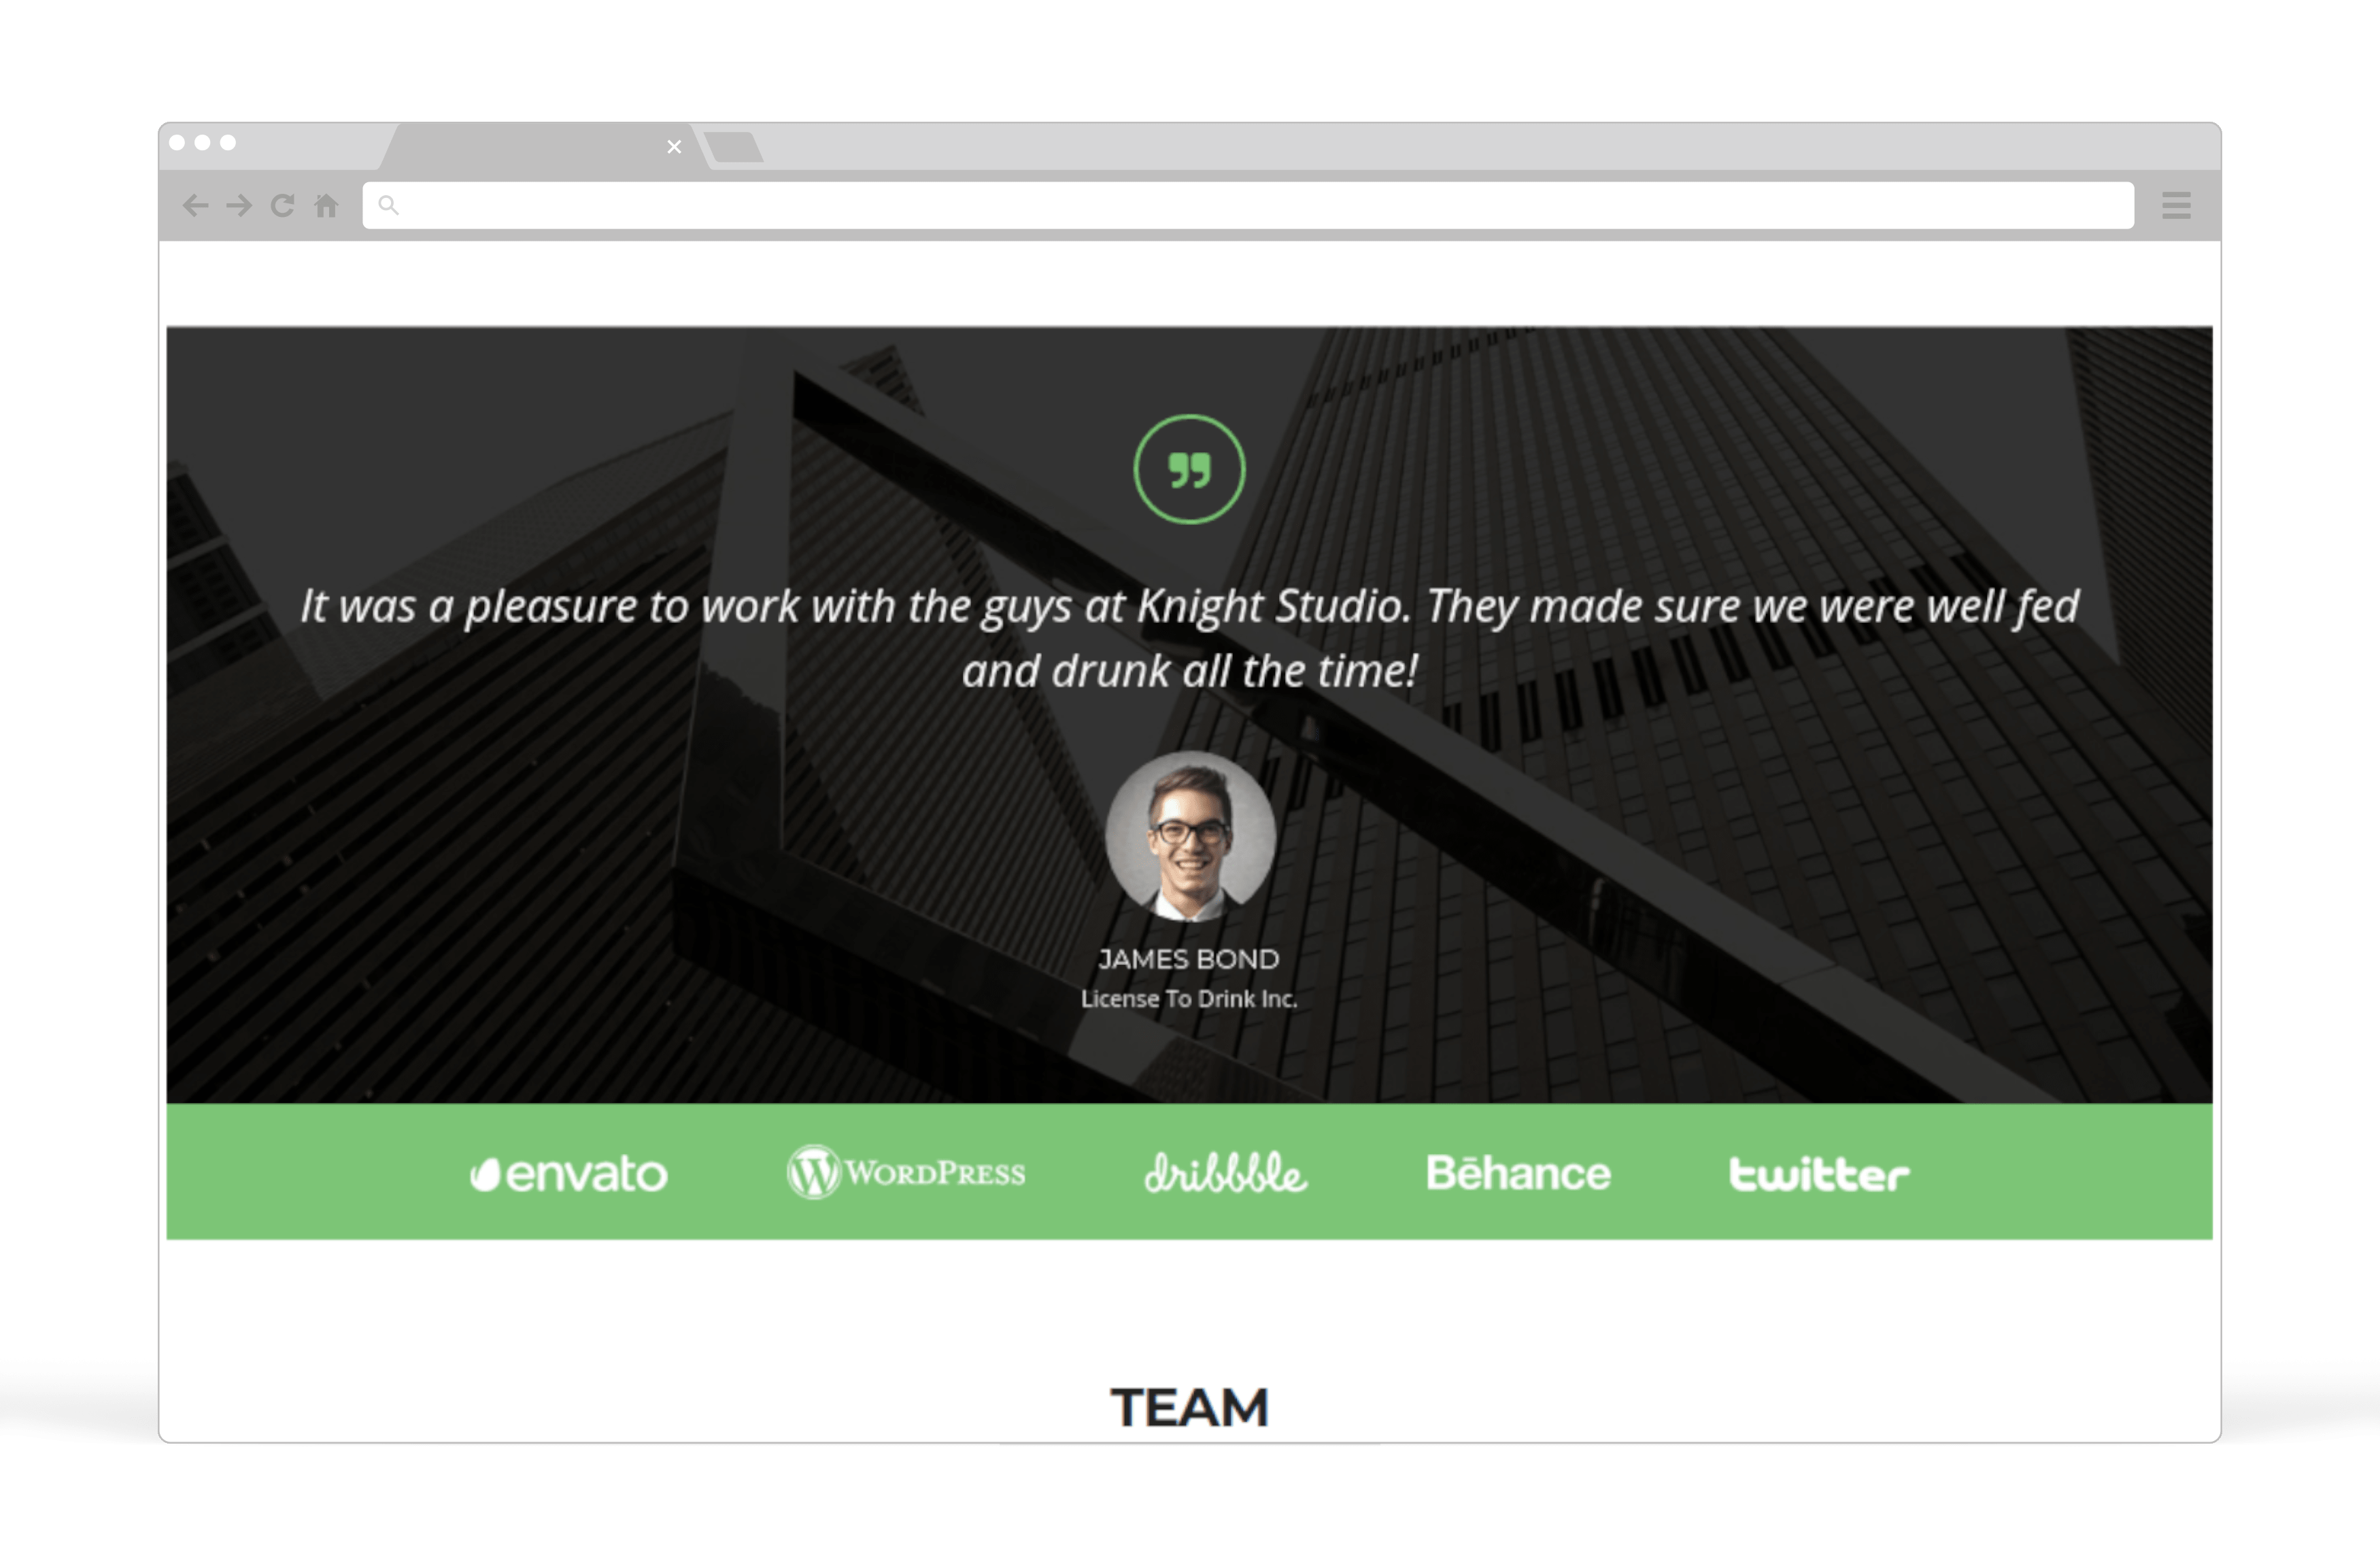 It was a pleasure to work with the guys at Knight Studio. They made sure we were well fed
and drunk all the time!
JAMES BOND
License To Drink Inc.
envato WORDPRESS dribbble Bēhance twitter
TEAM